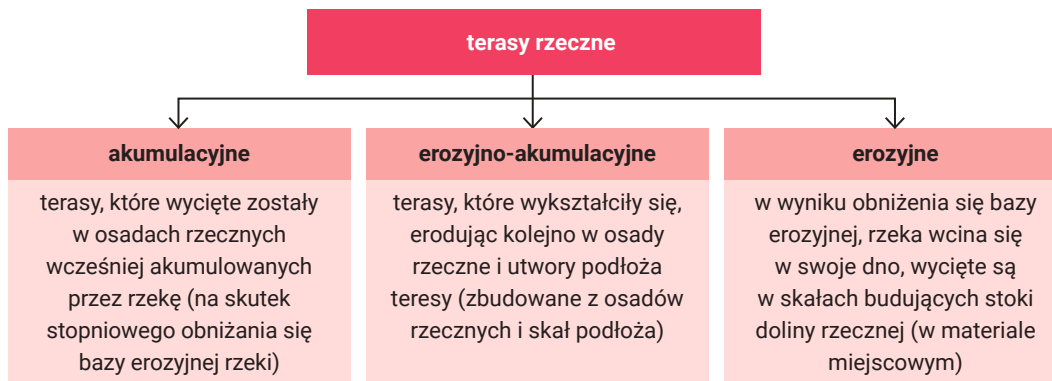 terasy rzeczne
akumulacyjne
terasy, które wycięte zostały
w osadach rzecznych
wcześniej akumulowanych
przez rzekę (na skutek
stopniowego obniżania się
bazy erozyjnej rzeki)
erozyjno-akumulacyjne
terasy, które wykształciły się,
erodując kolejno w osady
rzeczne i utwory podłoża
teresy (zbudowane z osadów
rzecznych i skał podłoża)
erozyjne
w wyniku obniżenia się bazy
erozyjnej, rzeka wcina się
w swoje dno, wycięte są
w skałach budujących stoki
doliny rzecznej (w materiale
miejscowym)